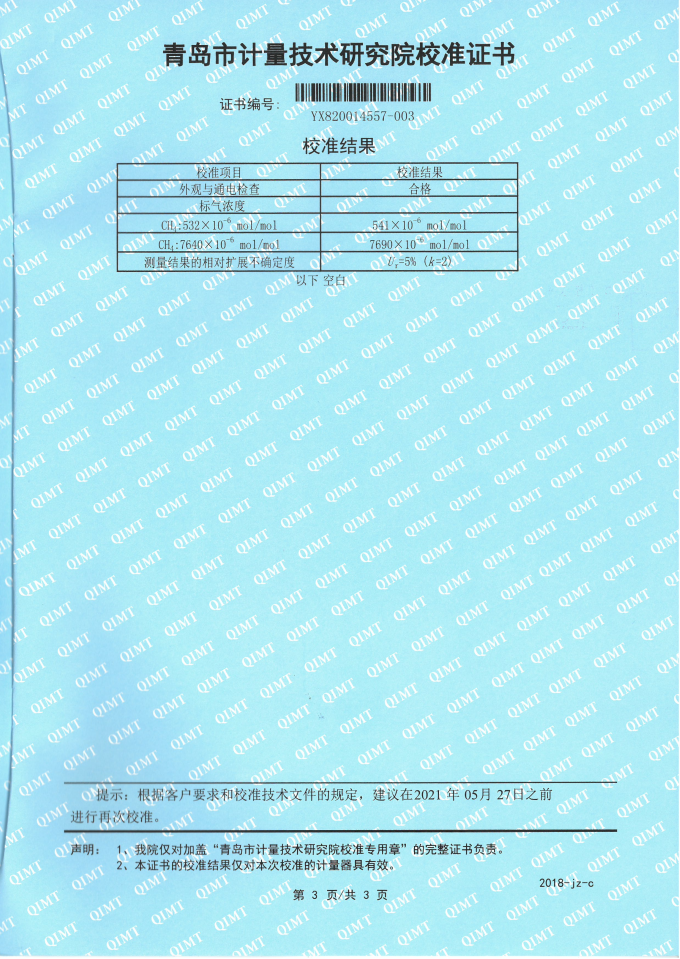 青岛市计量技术研究院校准证书
证书编号:
YX820014557-003
校准结果
校准项目 校准结果
外观与通电检查 合格
标气浓度
CH₄:532×10⁻⁶ mol/mol 541×10⁻⁶ mol/mol
CH₄:7640×10⁻⁶ mol/mol 7690×10⁻⁶ mol/mol
测量结果的相对扩展不确定度 Uᵣ=5% (k=2)
以下 空白
提示: 根据客户要求和校准技术文件的规定, 建议在2021 年 05月 27日之前
进行再次校准。
声明: 1、我院仅对加盖“青岛市计量技术研究院校准专用章”的完整证书负责。
2、本证书的校准结果仅对本次校准的计量器具有效。
2018-jz-c
第 3 页/共 3 页
QIMT